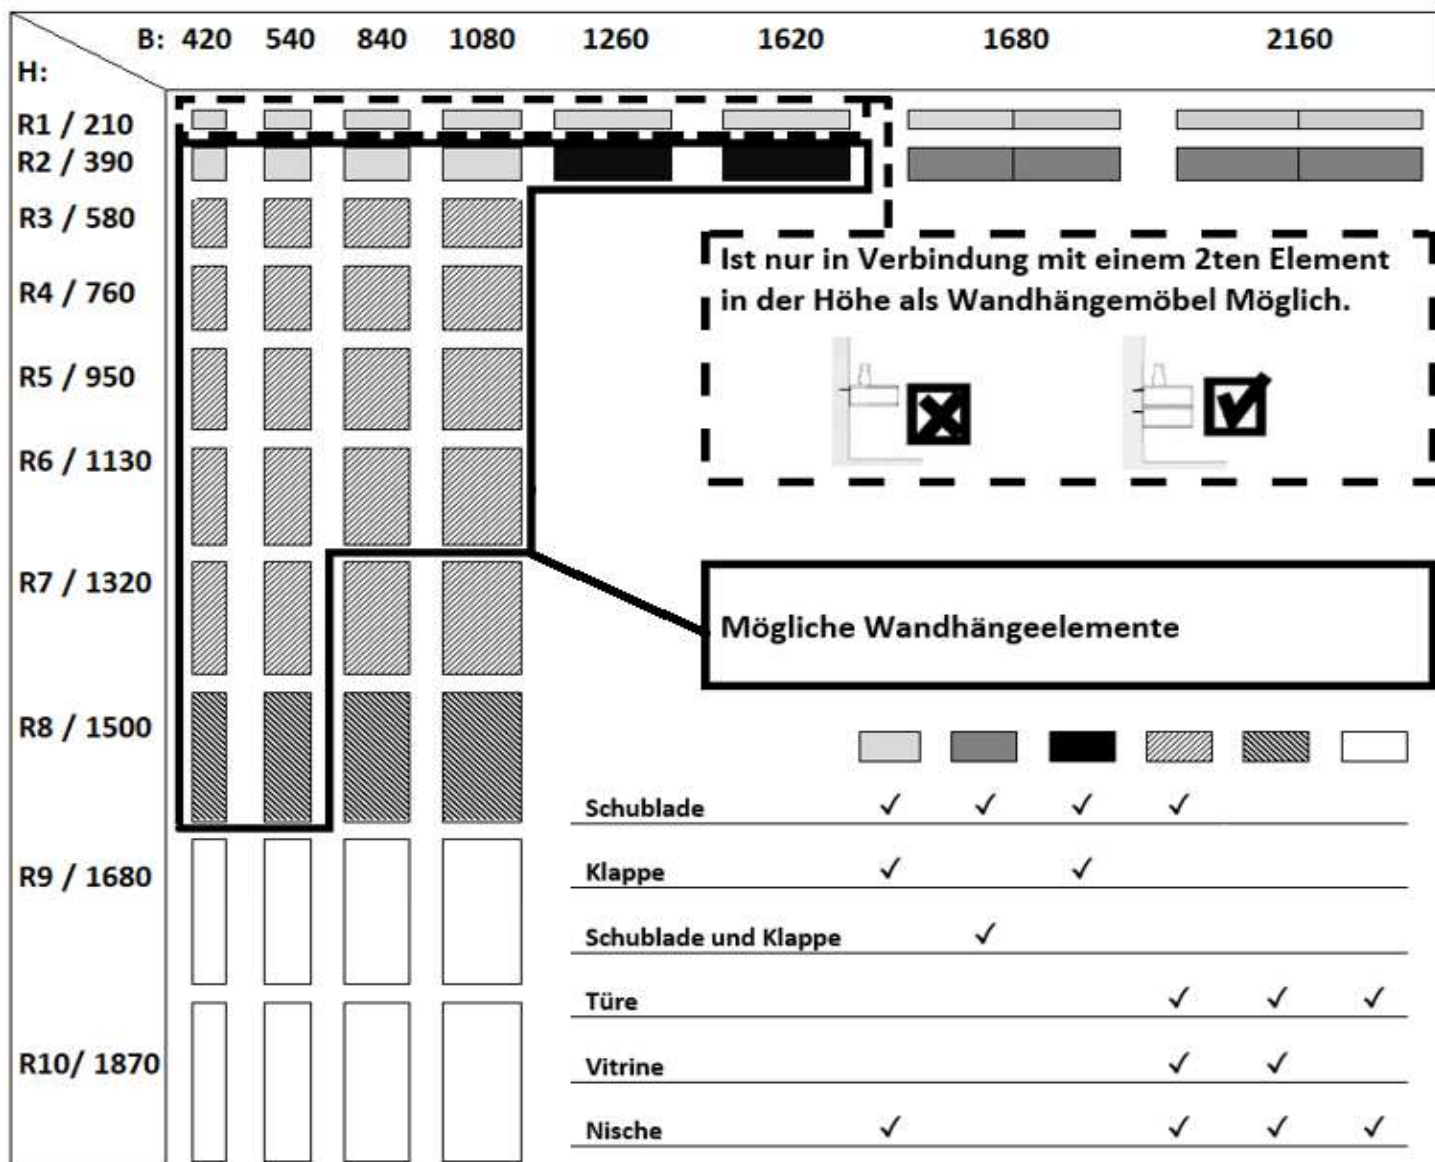 B: 420 540 840 1080 1260 1620 1680 2160
H:
R1 / 210
R2 / 390
R3 / 580
R4 / 760
R5 / 950
R6 / 1130
R7 / 1320
R8 / 1500
R9 / 1680
R10/ 1870
Ist nur in Verbindung mit einem 2ten Element
in der Höhe als Wandhängemöbel Möglich.
Mögliche Wandhängeelemente
Schublade ✓ ✓ ✓ ✓
Klappe ✓ ✓
Schublade und Klappe ✓
Türe ✓ ✓ ✓
Vitrine ✓ ✓
Nische ✓ ✓ ✓ ✓